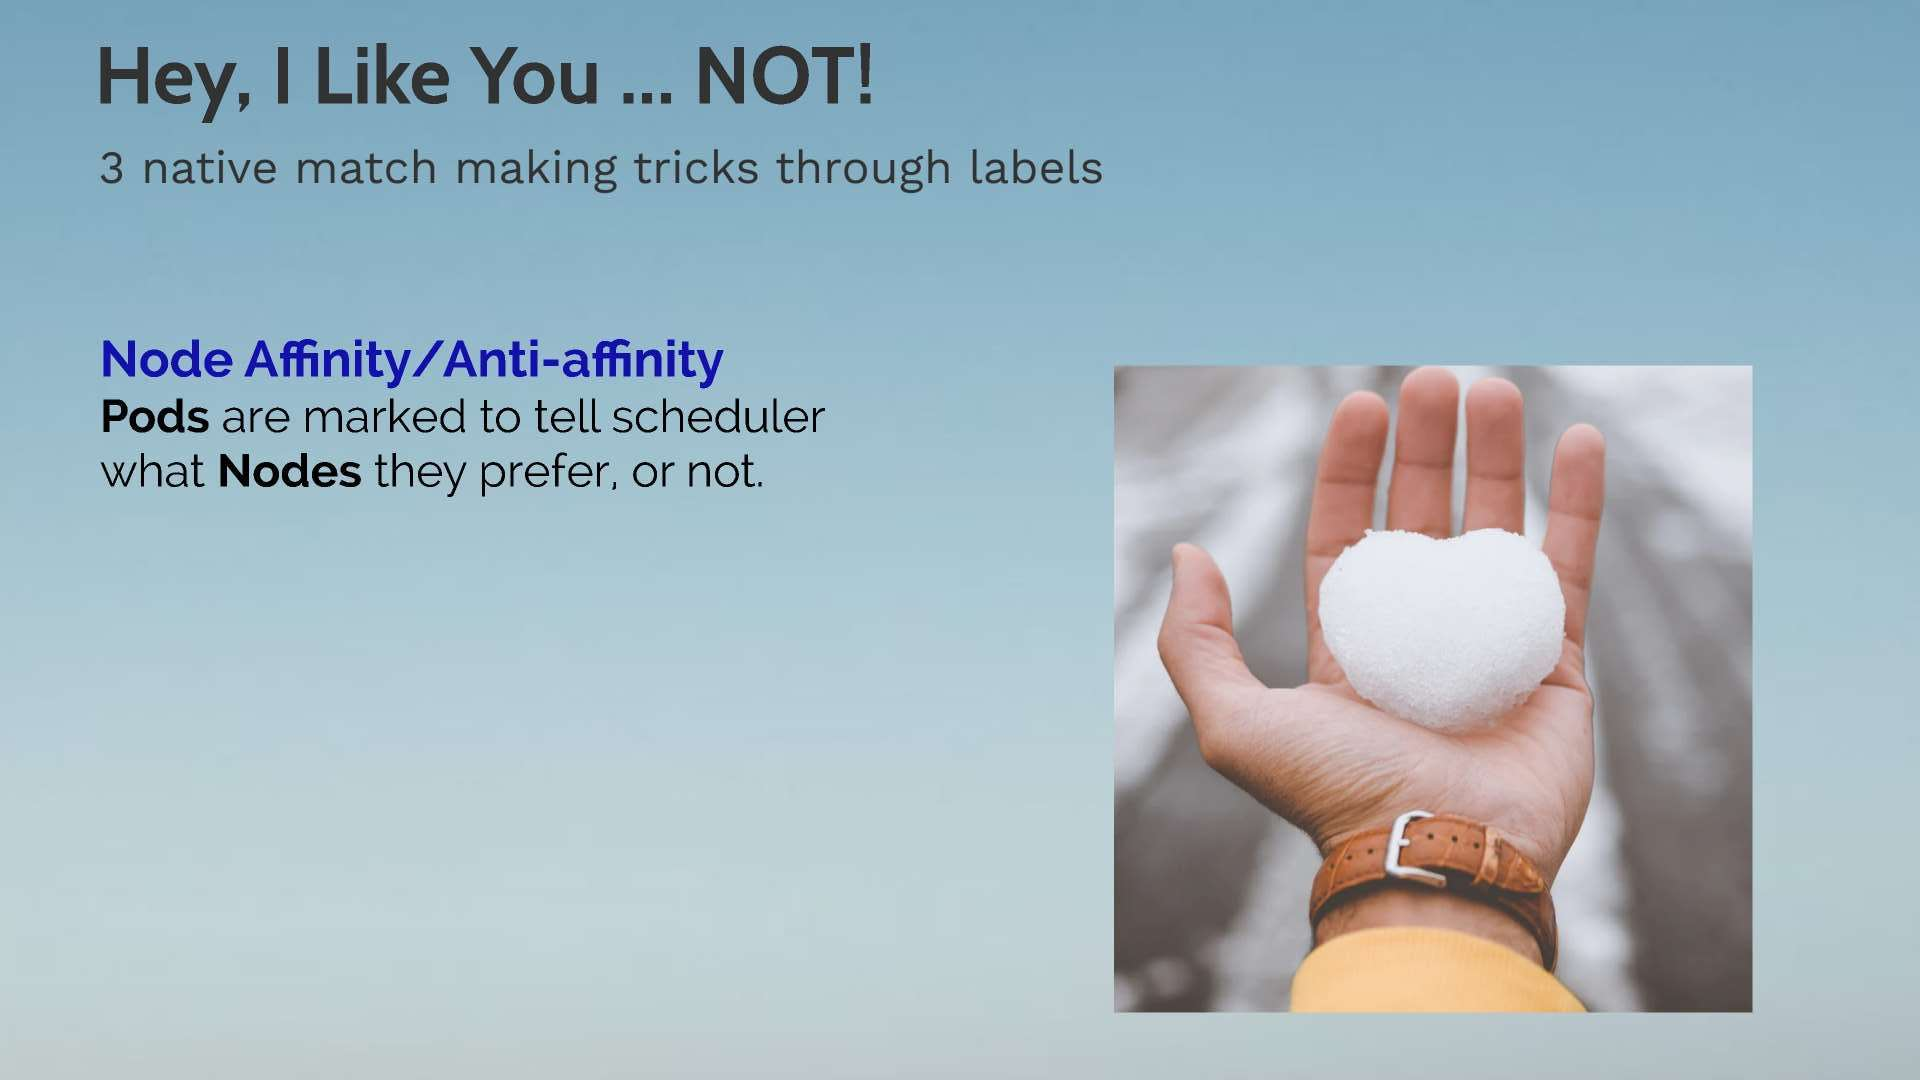 Hey, I Like You ... NOT!
3 native match making tricks through labels
Node Affinity/Anti-affinity
Pods are marked to tell scheduler
what Nodes they prefer, or not.